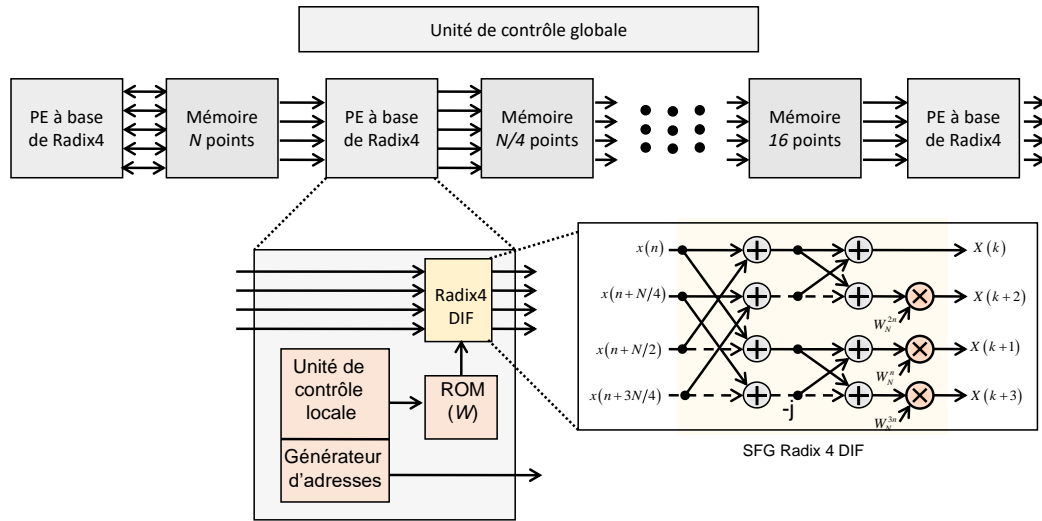 Unité de contrôle globale
PE à base
de Radix4
Mémoire
N points
PE à base
de Radix4
Mémoire
N/4 points
Mémoire
16 points
PE à base
de Radix4
Radix4
DIF
Unité de
contrôle
locale
ROM
(W)
Générateur
d'adresses
x(n)
x(n+N/4)
x(n+N/2)
x(n+3N/4)
-j
X(k)
X(k+2)
X(k+1)
X(k+3)
W_N^{2n}
W_N^{n}
W_N^{3n}
SFG Radix 4 DIF